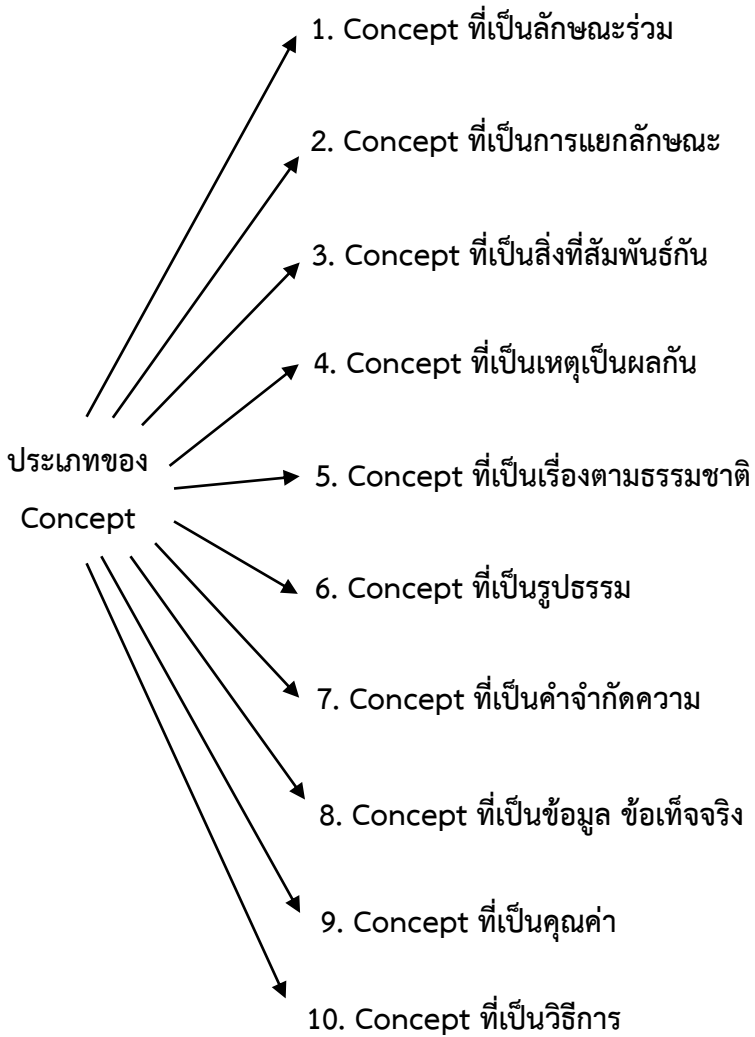 1. Concept ที่เป็นลักษณะร่วม
2. Concept ที่เป็นการแยกลักษณะ
3. Concept ที่เป็นสิ่งที่สัมพันธ์กัน
4. Concept ที่เป็นเหตุเป็นผลกัน
ประเภทของ
Concept
5. Concept ที่เป็นเรื่องตามธรรมชาติ
6. Concept ที่เป็นรูปธรรม
7. Concept ที่เป็นคำจำกัดความ
8. Concept ที่เป็นข้อมูล ข้อเท็จจริง
9. Concept ที่เป็นคุณค่า
10. Concept ที่เป็นวิธีการ